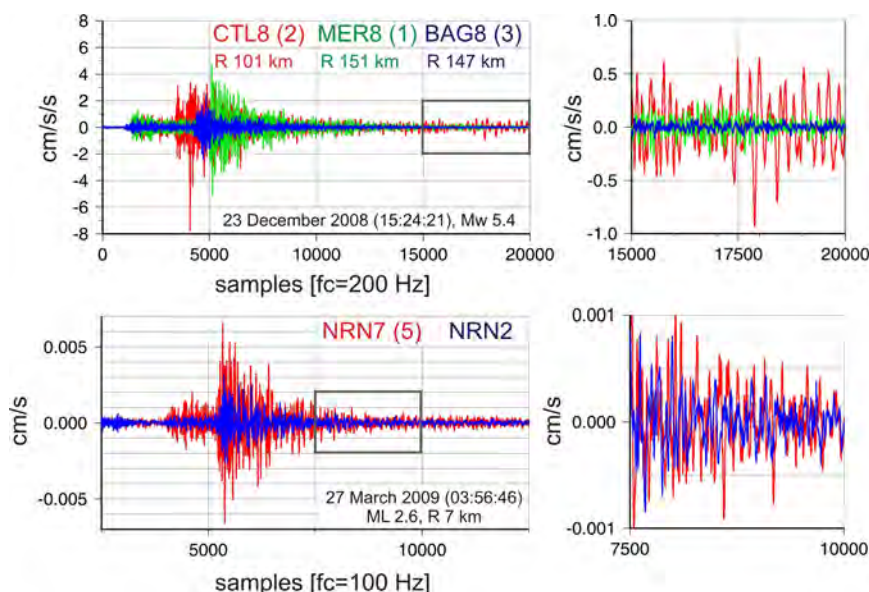 CTL8 (2) MER8 (1) BAG8 (3)
R 101 km R 151 km R 147 km
8
6
4
2
0
-2
-4
-6
-8
cm/s/s
23 December 2008 (15:24:21), Mw 5.4
0 5000 10000 15000 20000
samples [fc=200 Hz]
1.0
0.5
0.0
-0.5
-1.0
cm/s/s
15000 17500 20000
NRN7 (5) NRN2
0.005
0.000
-0.005
cm/s
27 March 2009 (03:56:46)
ML 2.6, R 7 km
5000 10000
samples [fc=100 Hz]
0.001
0.000
-0.001
cm/s
7500 10000